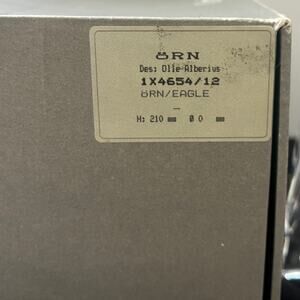 ÖRN
Des: Olle Alberius
1X4654/12
ÖRN/EAGLE
—
H: 210 mm Ø 0 mm